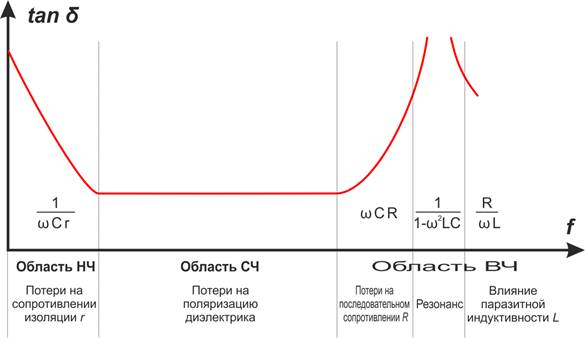 tan δ
1
ωCr
ωCR
1
1-ω²LC
R
ωL
f
Область НЧ
Область СЧ
Область ВЧ
Потери на
сопротивлении
изоляции r
Потери на
поляризацию
диэлектрика
Потери на
последовательном
сопротивлении R
Резонанс
Влияние
паразитной
индуктивности L